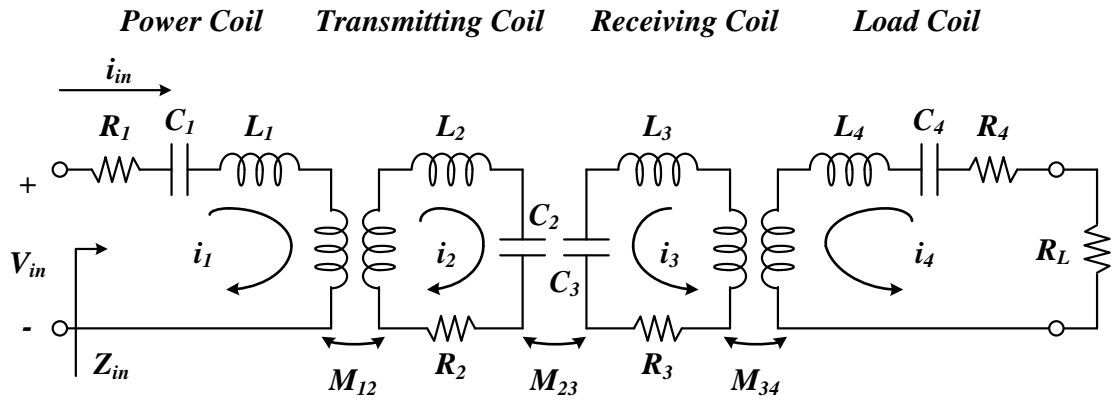 Power Coil Transmitting Coil Receiving Coil Load Coil
i_in
R_1 C_1 L_1 L_2 L_3 L_4 C_4 R_4
+
V_in i_1 i_2 C_2 C_3 i_3 i_4 R_L
-
Z_in M_12 R_2 M_23 R_3 M_34